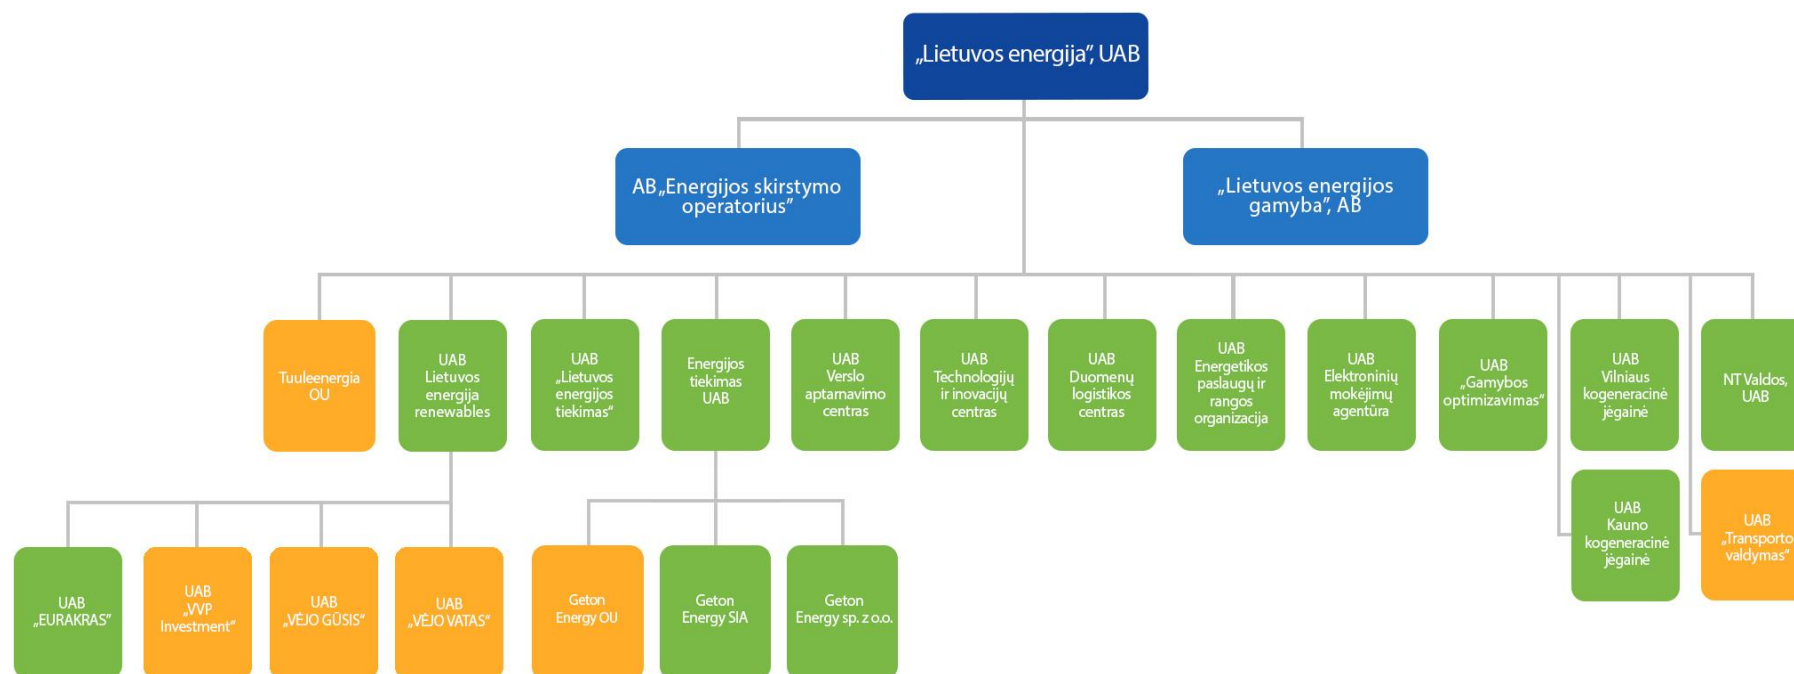 „Lietuvos energija“, UAB
AB „Energijos skirstymo
operatorius“
„Lietuvos energijos
gamyba“, AB
Tuuleenergia
OU
UAB
Lietuvos
energija
renewables
UAB
„Lietuvos
energijos
tiekimas“
Energijos
tiekimas
UAB
UAB
Verslo
aptarnavimo
centras
UAB
Technologijų
ir inovacijų
centras
UAB
Duomenų
logistikos
centras
UAB
Energetikos
paslaugų ir
rangos
organizacija
UAB
Elektroninių
mokėjimų
agentūra
UAB
„Gamybos
optimizavimas“
UAB
Vilniaus
kogeneracinė
jėgainė
NT Valdos,
UAB
UAB
Kauno
kogeneracinė
jėgainė
UAB
„Transporto
valdymas“
UAB
„EURAKRAS“
UAB
„VVP
Investment“
UAB
„VĖJO GŪSIS“
UAB
„VĖJO VATAS“
Geton
Energy OU
Geton
Energy SIA
Geton
Energy sp. z o.o.